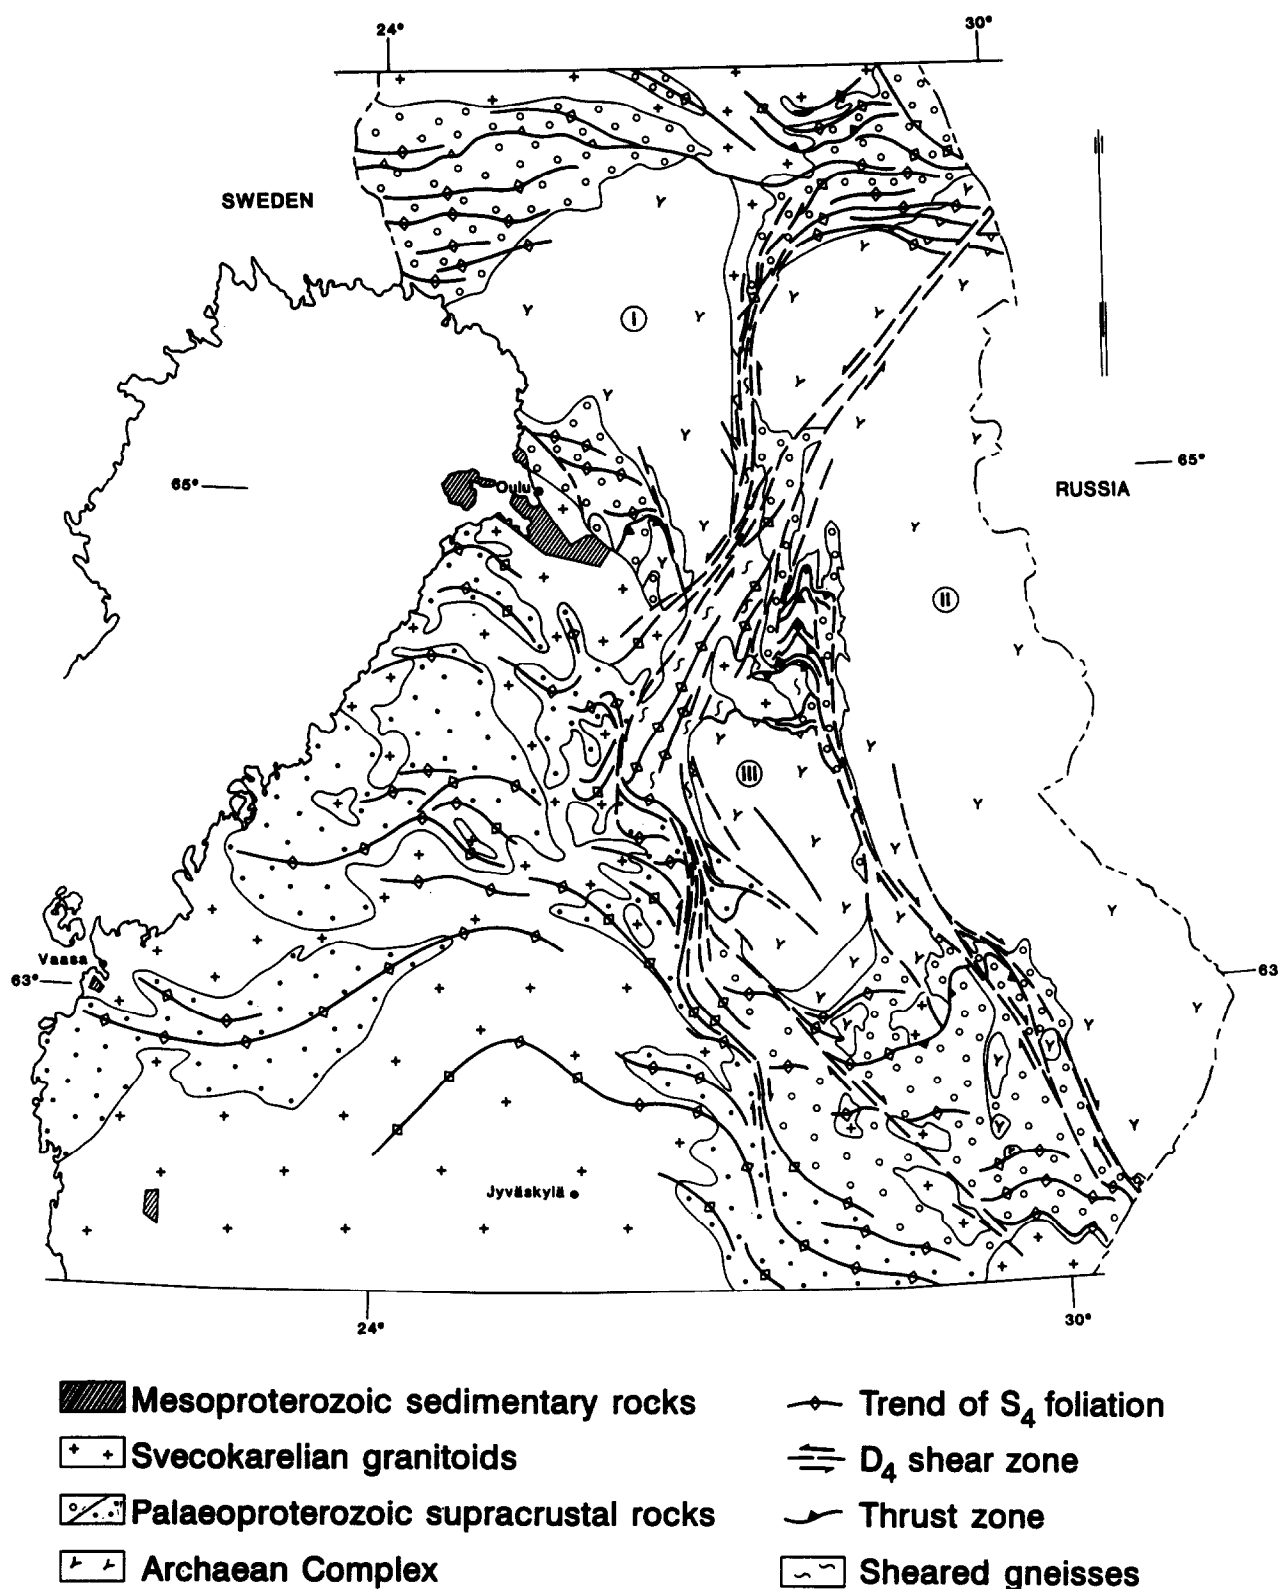 24° 30°
SWEDEN
I
65° Oulu 65°
RUSSIA
II
III
Vaasa
63° 63
Jyväskylä
24° 30°
Mesoproterozoic sedimentary rocks
Svecokarelian granitoids
Palaeoproterozoic supracrustal rocks
Archaean Complex
Trend of S4 foliation
D4 shear zone
Thrust zone
Sheared gneisses